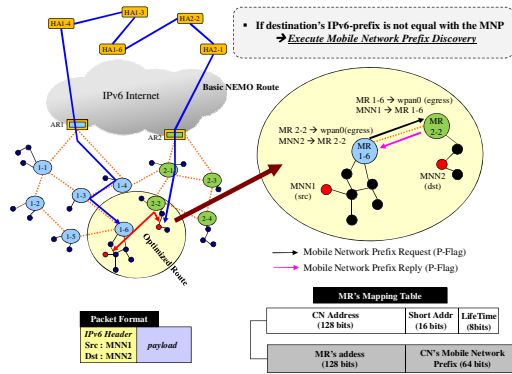 HA1-3
HA1-4
HA2-2
HA1-6
HA2-1
▪ If destination's IPv6-prefix is not equal with the MNP
➔Execute Mobile Network Prefix Discovery
IPv6 Internet
Basic NEMO Route
AR1
AR2
1-1
1-2
1-3
1-4
1-5
1-6
2-1
2-2
2-3
2-4
Optimized Route
MR 1-6 ➔ wpan0 (egress)
MNN1 ➔ MR 1-6
MR 2-2 ➔ wpan0(egress)
MNN2 ➔ MR 2-2
MR
2-2
MR
1-6
MNN1
(src)
MNN2
(dst)
Mobile Network Prefix Request (P-Flag)
Mobile Network Prefix Reply (P-Flag)
Packet Format
IPv6 Header
Src : MNN1
Dst : MNN2
payload
MR's Mapping Table
CN Address
(128 bits)
Short Addr
(16 bits)
LifeTime
(8bits)
MR's addess
(128 bits)
CN's Mobile Network
Prefix (64 bits)